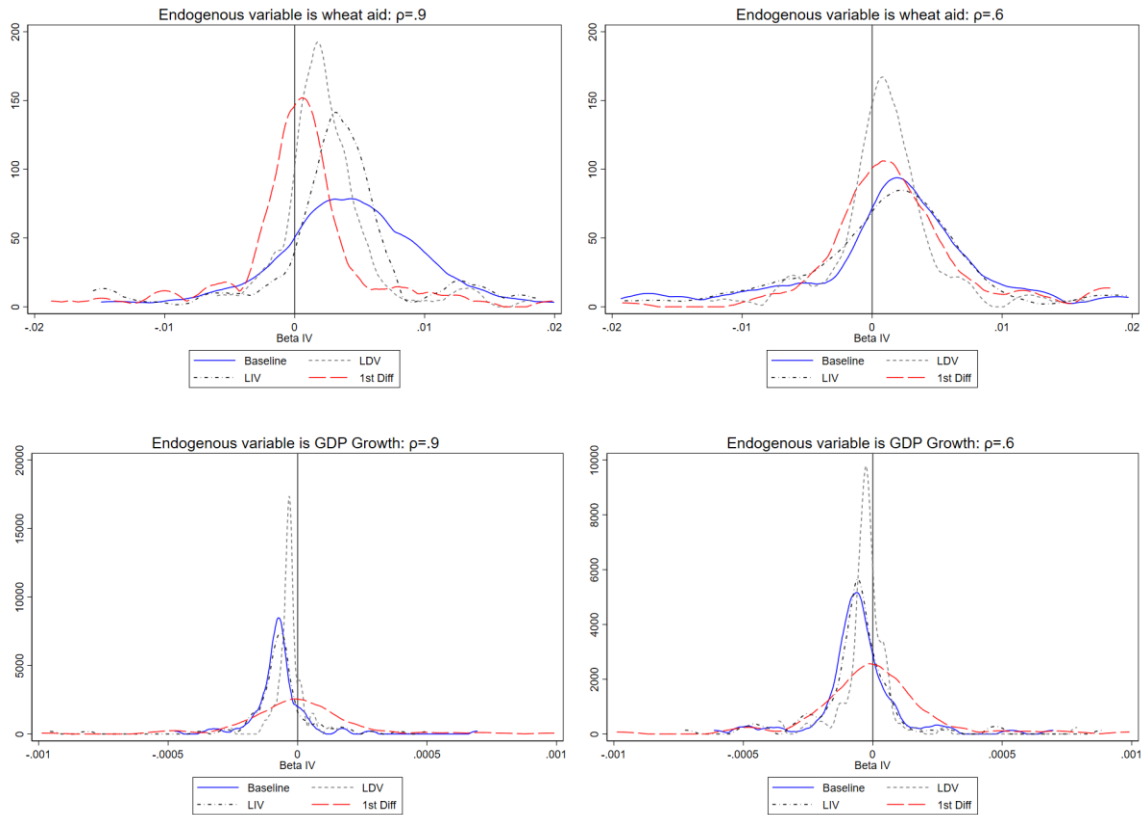 Endogenous variable is wheat aid: ρ=.9
200
150
100
50
0
-.02
-.01
0
.01
.02
Beta IV
Baseline
LDV
LIV
1st Diff
Endogenous variable is wheat aid: ρ=.6
200
150
100
50
0
-.02
-.01
0
.01
.02
Beta IV
Baseline
LDV
LIV
1st Diff
Endogenous variable is GDP Growth: ρ=.9
20000
15000
10000
5000
0
-.001
-.0005
0
.0005
.001
Beta IV
Baseline
LDV
LIV
1st Diff
Endogenous variable is GDP Growth: ρ=.6
10000
8000
6000
4000
2000
0
-.001
-.0005
0
.0005
.001
Beta IV
Baseline
LDV
LIV
1st Diff